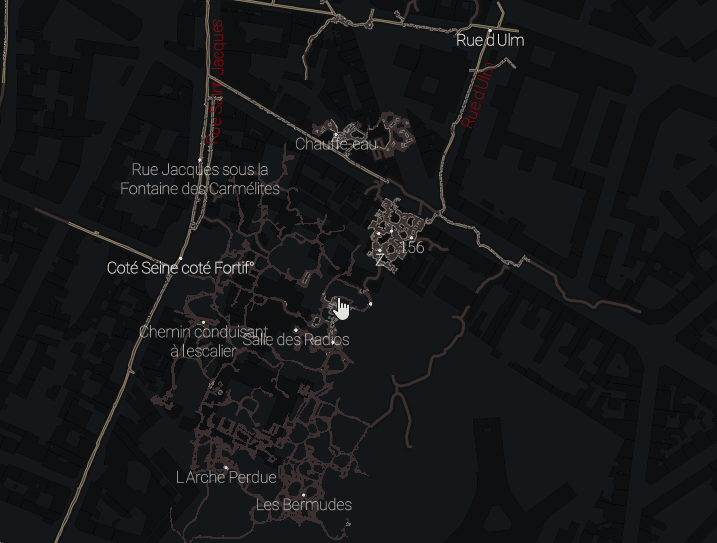 Rue d Ulm
Rue Saint Jacques
Rue d Ulm
Chauffe eau
Rue Jacques sous la
Fontaine des Carmélites
156
Z
Coté Seine coté Fortif°
Chemin conduisant
à lescalier
Salle des Radios
L Arche Perdue
Les Bermudes